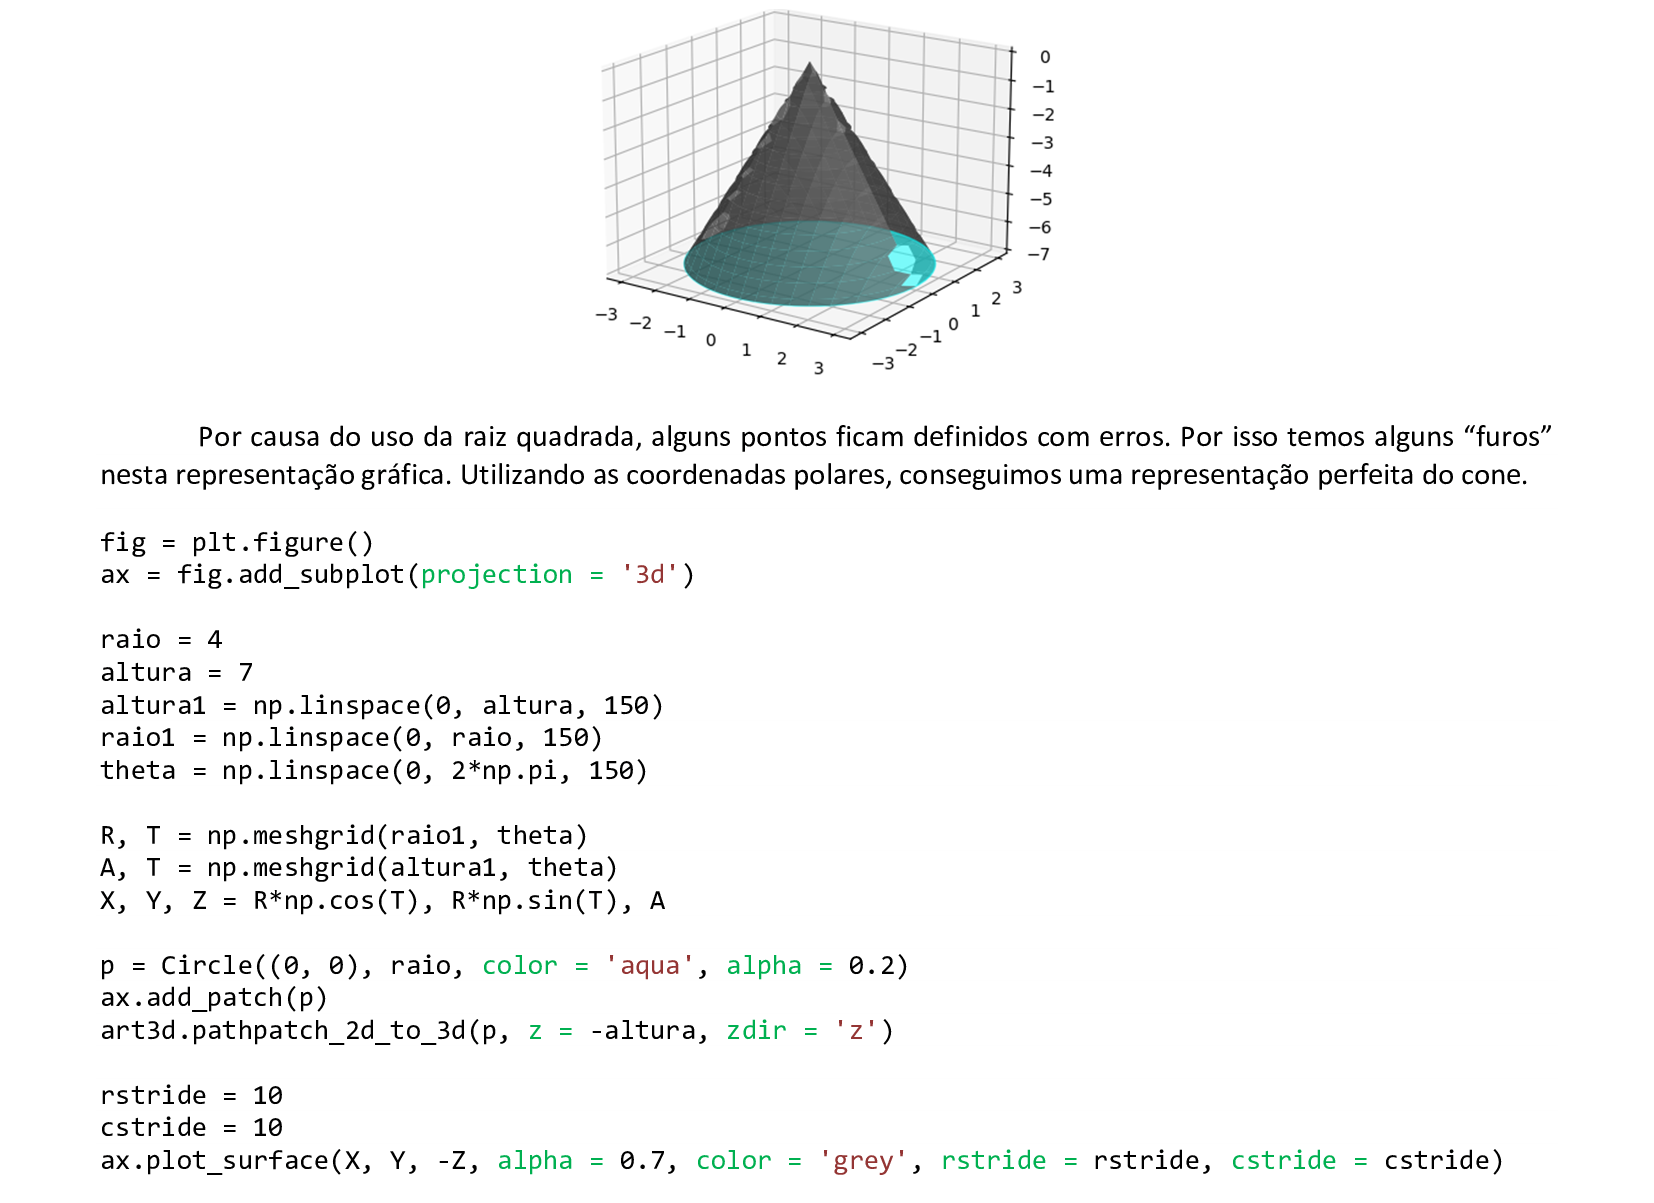 0
−1
−2
−3
−4
−5
−6
−7
−3 −2 −1 0 1 2 3
−3 −2 −1 0 1 2 3
Por causa do uso da raiz quadrada, alguns pontos ficam definidos com erros. Por isso temos alguns “furos”
nesta representação gráfica. Utilizando as coordenadas polares, conseguimos uma representação perfeita do cone.
fig = plt.figure()
ax = fig.add_subplot(projection = '3d')
raio = 4
altura = 7
altura1 = np.linspace(0, altura, 150)
raio1 = np.linspace(0, raio, 150)
theta = np.linspace(0, 2*np.pi, 150)
R, T = np.meshgrid(raio1, theta)
A, T = np.meshgrid(altura1, theta)
X, Y, Z = R*np.cos(T), R*np.sin(T), A
p = Circle((0, 0), raio, color = 'aqua', alpha = 0.2)
ax.add_patch(p)
art3d.pathpatch_2d_to_3d(p, z = -altura, zdir = 'z')
rstride = 10
cstride = 10
ax.plot_surface(X, Y, -Z, alpha = 0.7, color = 'grey', rstride = rstride, cstride = cstride)